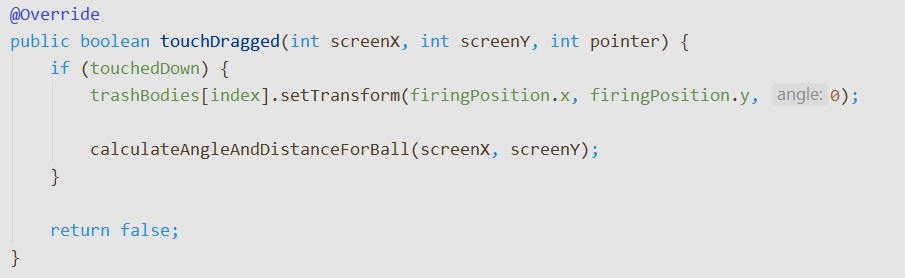 @Override
public boolean touchDragged(int screenX, int screenY, int pointer) {
    if (touchedDown) {
        trashBodies[index].setTransform(firingPosition.x, firingPosition.y, angle: 0);

        calculateAngleAndDistanceForBall(screenX, screenY);
    }

    return false;
}